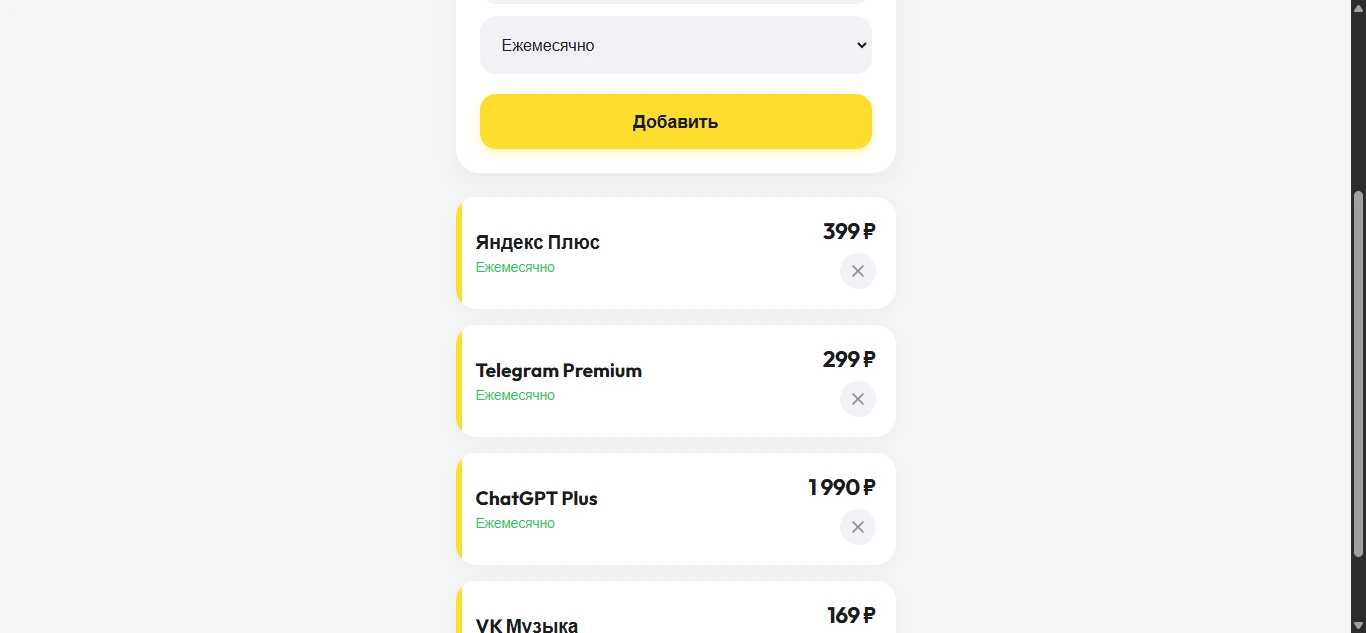 Ежемесячно
Добавить
Яндекс Плюс
Ежемесячно
399 ₽
Telegram Premium
Ежемесячно
299 ₽
ChatGPT Plus
Ежемесячно
1 990 ₽
VK Музыка
169 ₽